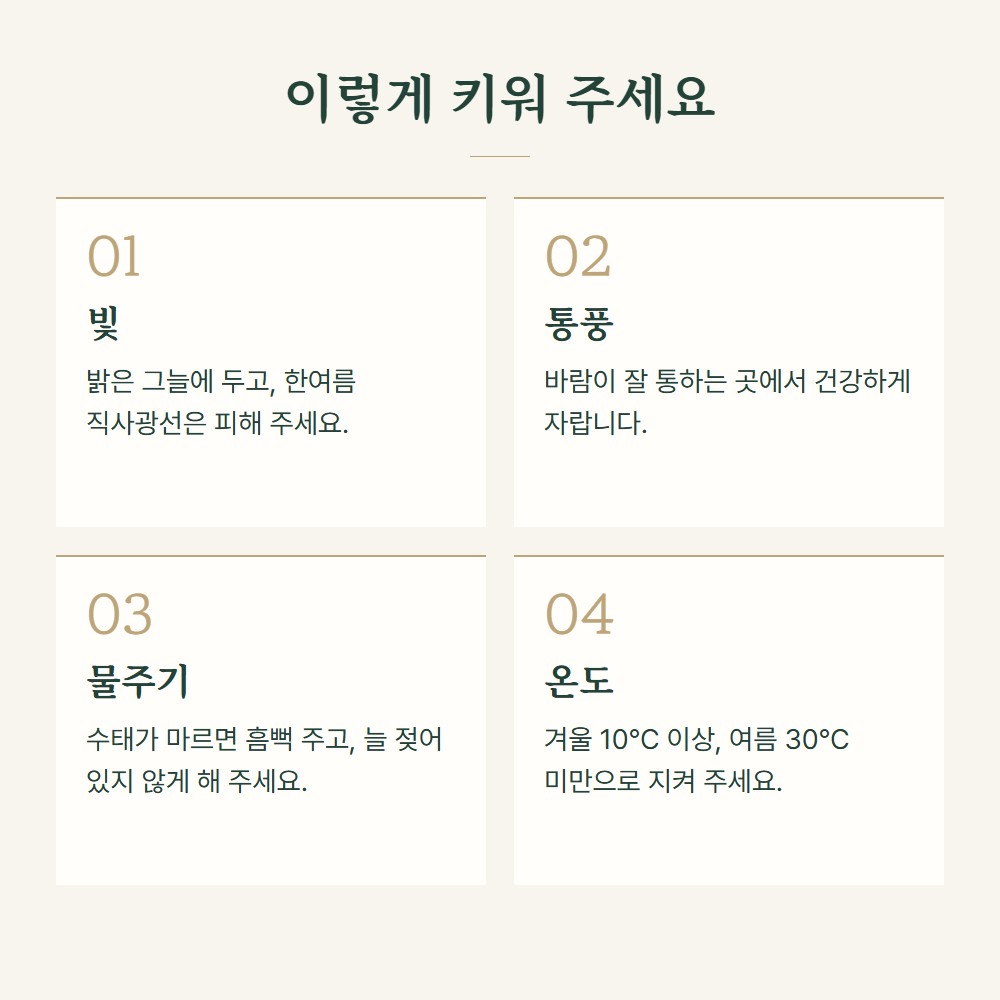 이렇게 키워 주세요
01
빛
밝은 그늘에 두고, 한여름
직사광선은 피해 주세요.
02
통풍
바람이 잘 통하는 곳에서 건강하게
자랍니다.
03
물주기
수태가 마르면 흠뻑 주고, 늘 젖어
있지 않게 해 주세요.
04
온도
겨울 10°C 이상, 여름 30°C
미만으로 지켜 주세요.